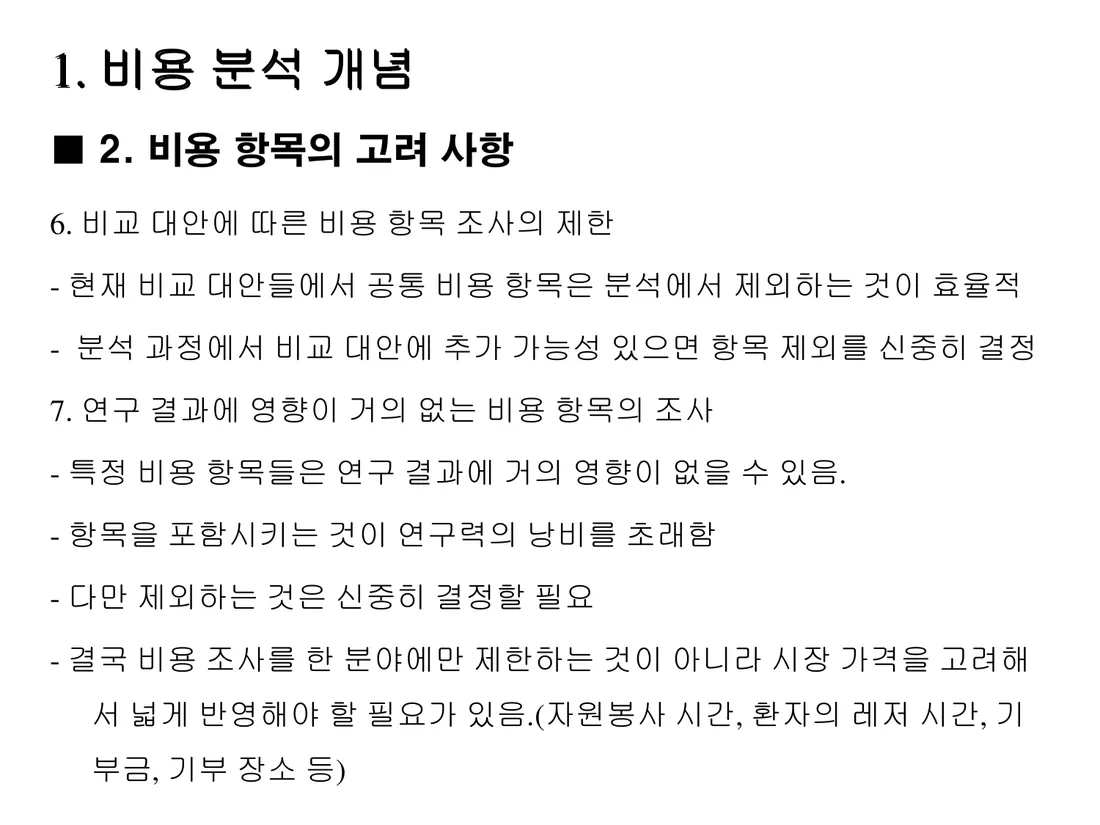 1. 비용 분석 개념
■ 2. 비용 항목의 고려 사항
6. 비교 대안에 따른 비용 항목 조사의 제한
- 현재 비교 대안들에서 공통 비용 항목은 분석에서 제외하는 것이 효율적
- 분석 과정에서 비교 대안에 추가 가능성 있으면 항목 제외를 신중히 결정
7. 연구 결과에 영향이 거의 없는 비용 항목의 조사
- 특정 비용 항목들은 연구 결과에 거의 영향이 없을 수 있음.
- 항목을 포함시키는 것이 연구력의 낭비를 초래함
- 다만 제외하는 것은 신중히 결정할 필요
- 결국 비용 조사를 한 분야에만 제한하는 것이 아니라 시장 가격을 고려해
서 넓게 반영해야 할 필요가 있음.(자원봉사 시간, 환자의 레저 시간, 기
부금, 기부 장소 등)